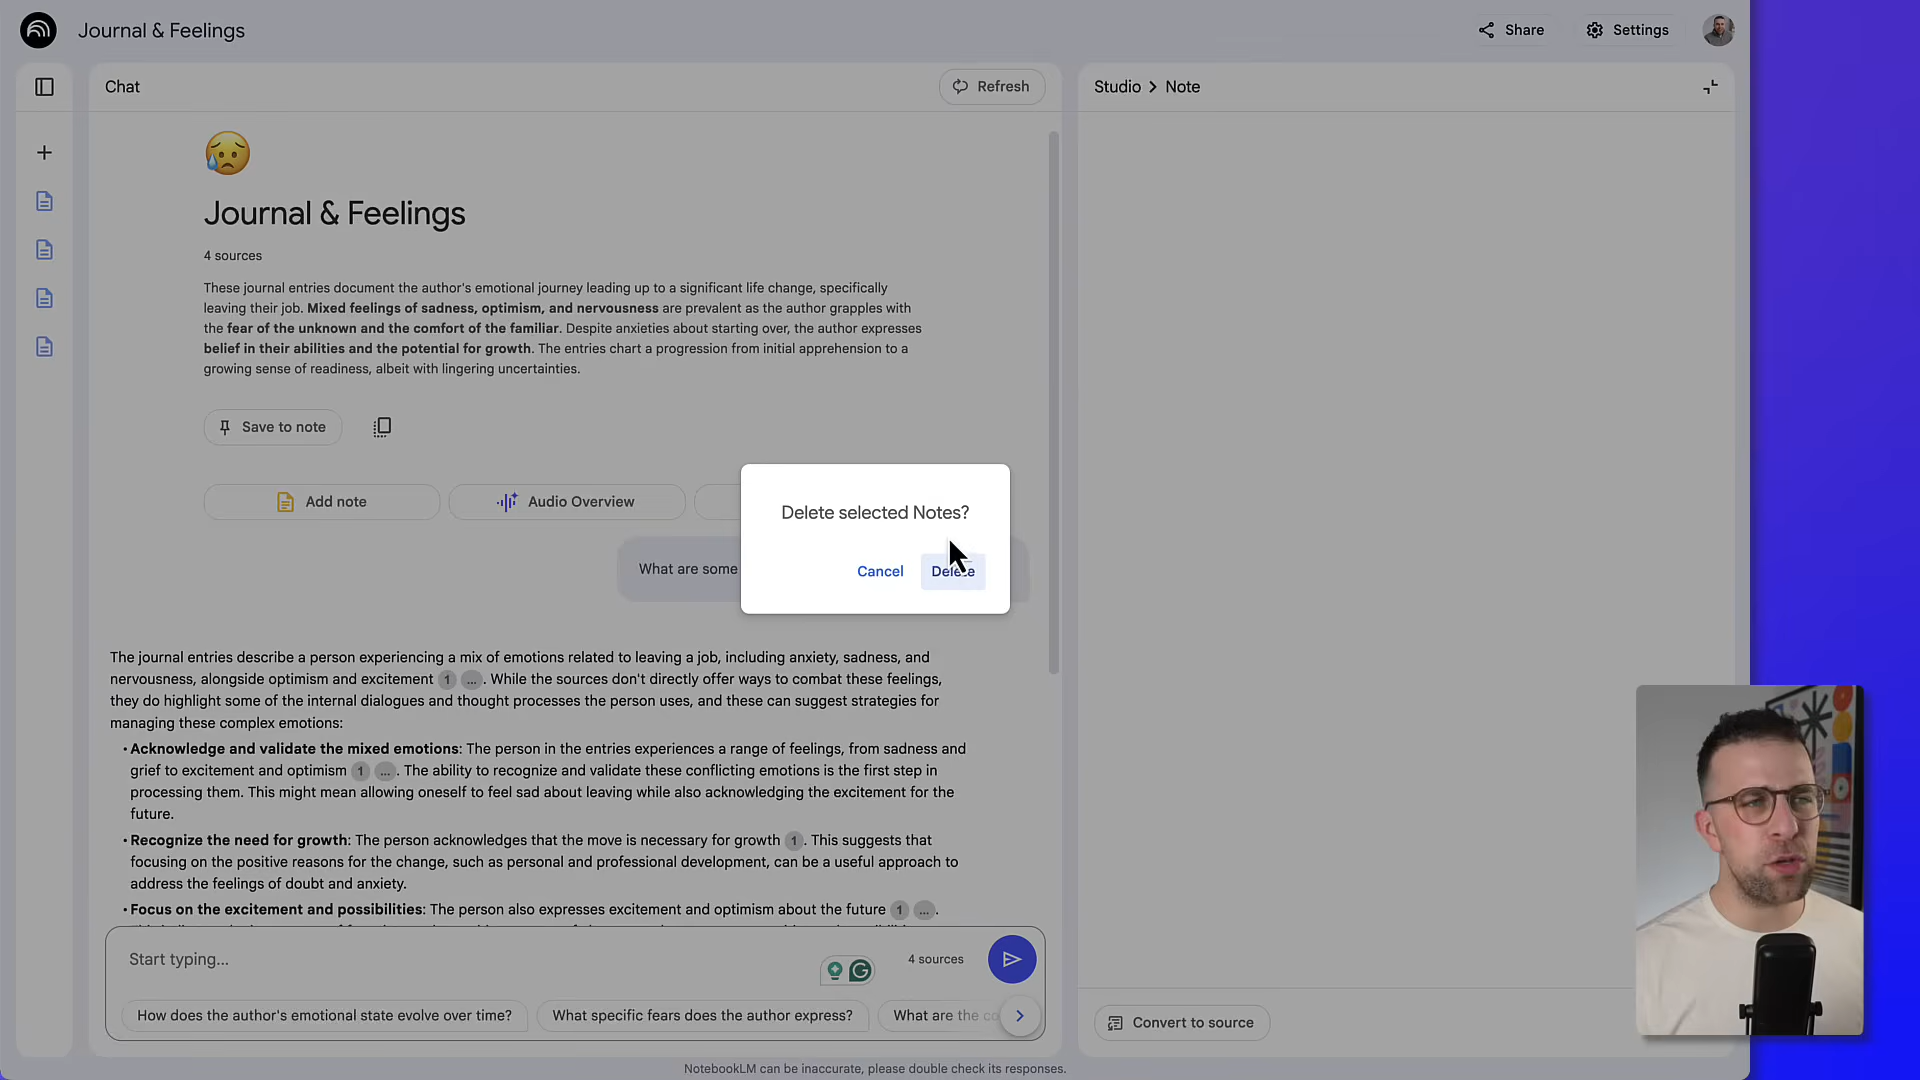 Journal & Feelings
Share
Settings
Chat
Refresh
Studio > Note
Journal & Feelings
4 sources
These journal entries document the author's emotional journey leading up to a significant life change, specifically
leaving their job. Mixed feelings of sadness, optimism, and nervousness are prevalent as the author grapples with
the fear of the unknown and the comfort of the familiar. Despite anxieties about starting over, the author expresses
belief in their abilities and the potential for growth. The entries chart a progression from initial apprehension to a
growing sense of readiness, albeit with lingering uncertainties.
Save to note
Add note
Audio Overview
Delete selected Notes?
Cancel
Delete
What are some
The journal entries describe a person experiencing a mix of emotions related to leaving a job, including anxiety, sadness, and
nervousness, alongside optimism and excitement 1 ... . While the sources don't directly offer ways to combat these feelings,
they do highlight some of the internal dialogues and thought processes the person uses, and these can suggest strategies for
managing these complex emotions:
• Acknowledge and validate the mixed emotions: The person in the entries experiences a range of feelings, from sadness and
grief to excitement and optimism 1 ... . The ability to recognize and validate these conflicting emotions is the first step in
processing them. This might mean allowing oneself to feel sad about leaving while also acknowledging the excitement for the
future.
• Recognize the need for growth: The person acknowledges that the move is necessary for growth 1 . This suggests that
focusing on the positive reasons for the change, such as personal and professional development, can be a useful approach to
address the feelings of doubt and anxiety.
• Focus on the excitement and possibilities: The person also expresses excitement and optimism about the future 1 ... .
Start typing...
4 sources
How does the author's emotional state evolve over time?
What specific fears does the author express?
What are the
Convert to source
NotebookLM can be inaccurate, please double check its responses.